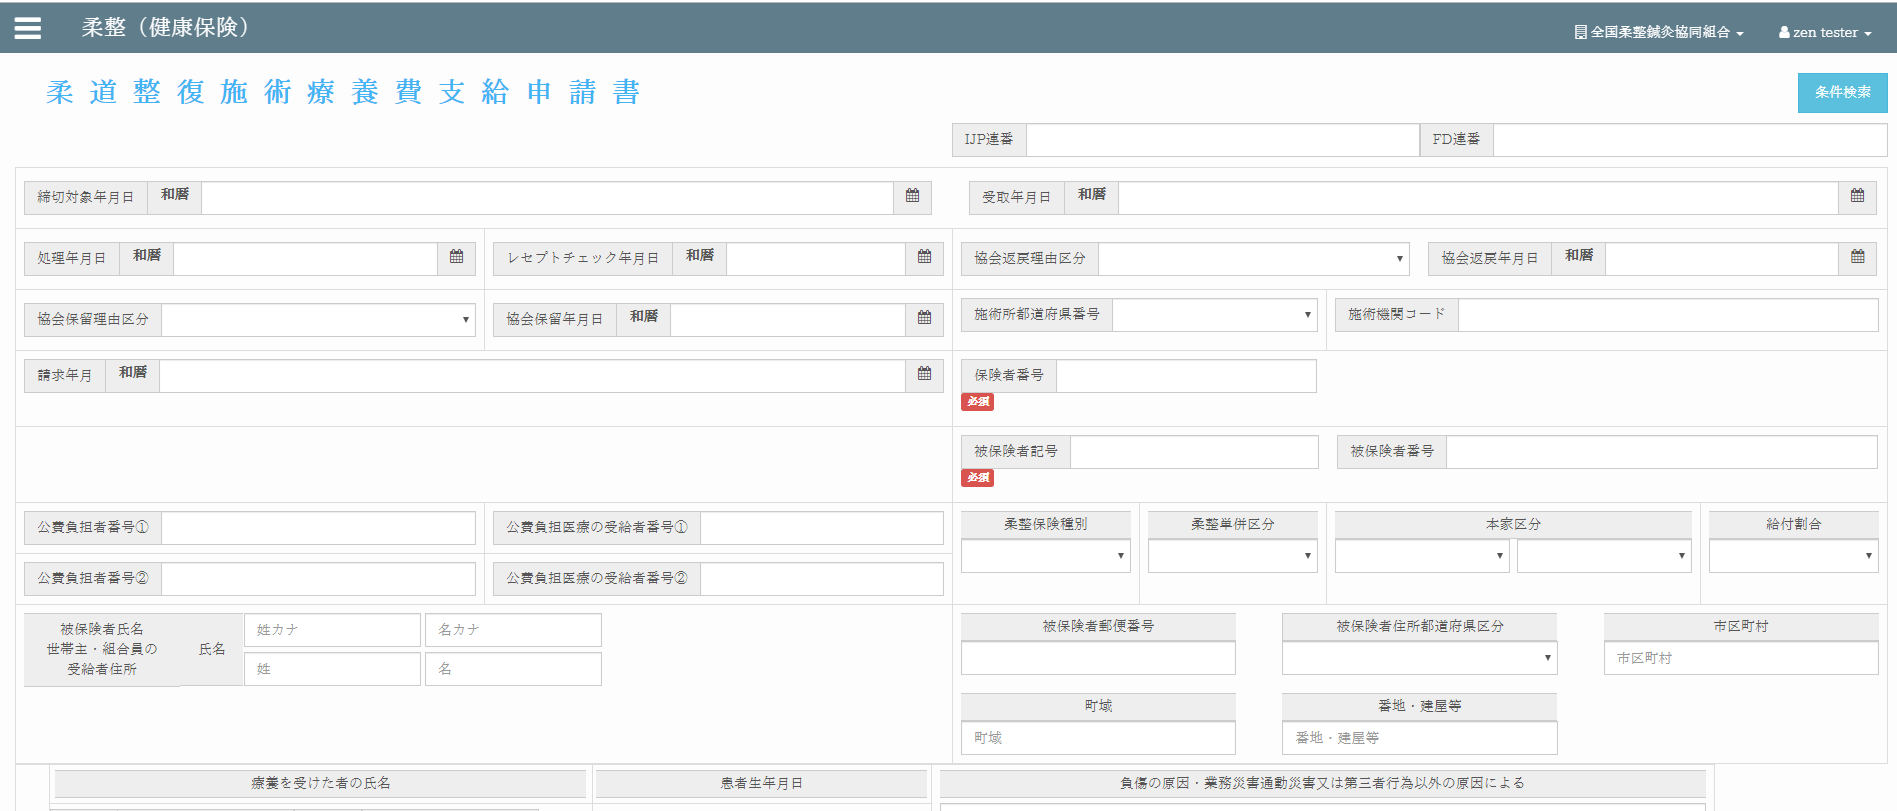 柔整（健康保険）
全国柔整鍼灸協同組合
zen tester
柔道整復施術療養費支給申請書
条件検索
IJP連番
FD連番
締切対象年月日 和暦
受取年月日 和暦
処理年月日 和暦
レセプトチェック年月日 和暦
協会返戻理由区分
協会返戻年月日 和暦
協会保留理由区分
協会保留年月日 和暦
施術所都道府県番号
施術機関コード
請求年月 和暦
保険者番号
必須
被保険者記号
被保険者番号
必須
公費負担者番号①
公費負担医療の受給者番号①
柔整保険種別
柔整単併区分
本家区分
給付割合
公費負担者番号②
公費負担医療の受給者番号②
被保険者氏名
世帯主・組合員の
受給者住所
氏名
姓カナ
名カナ
姓
名
被保険者郵便番号
被保険者住所都道府県区分
市区町村
市区町村
町域
番地・建屋等
町域
番地・建屋等
療養を受けた者の氏名
患者生年月日
負傷の原因・業務災害通勤災害又は第三者行為以外の原因による